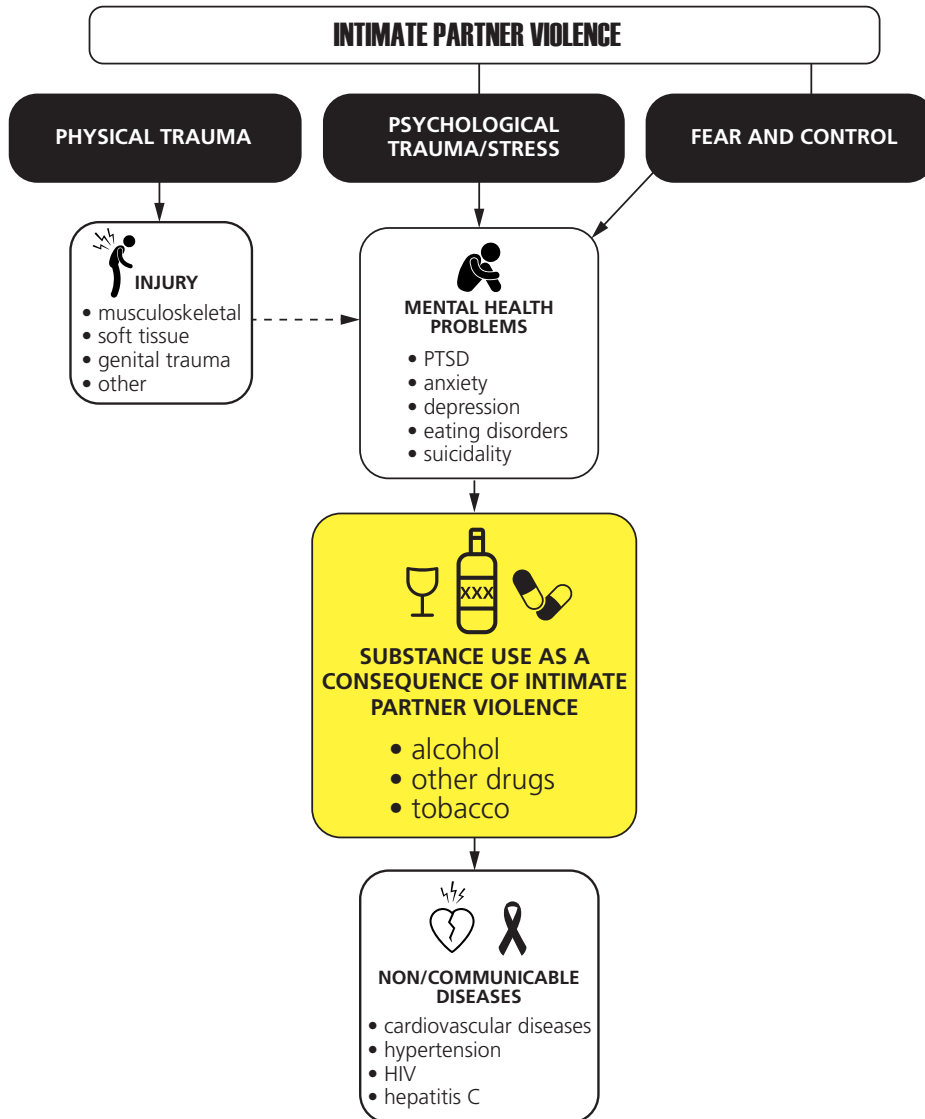 INTIMATE PARTNER VIOLENCE
PHYSICAL TRAUMA
PSYCHOLOGICAL
TRAUMA/STRESS
FEAR AND CONTROL
INJURY
• musculoskeletal
• soft tissue
• genital trauma
• other
MENTAL HEALTH
PROBLEMS
• PTSD
• anxiety
• depression
• eating disorders
• suicidality
XXX
SUBSTANCE USE AS A
CONSEQUENCE OF INTIMATE
PARTNER VIOLENCE
• alcohol
• other drugs
• tobacco
NON/COMMUNICABLE
DISEASES
• cardiovascular diseases
• hypertension
• HIV
• hepatitis C